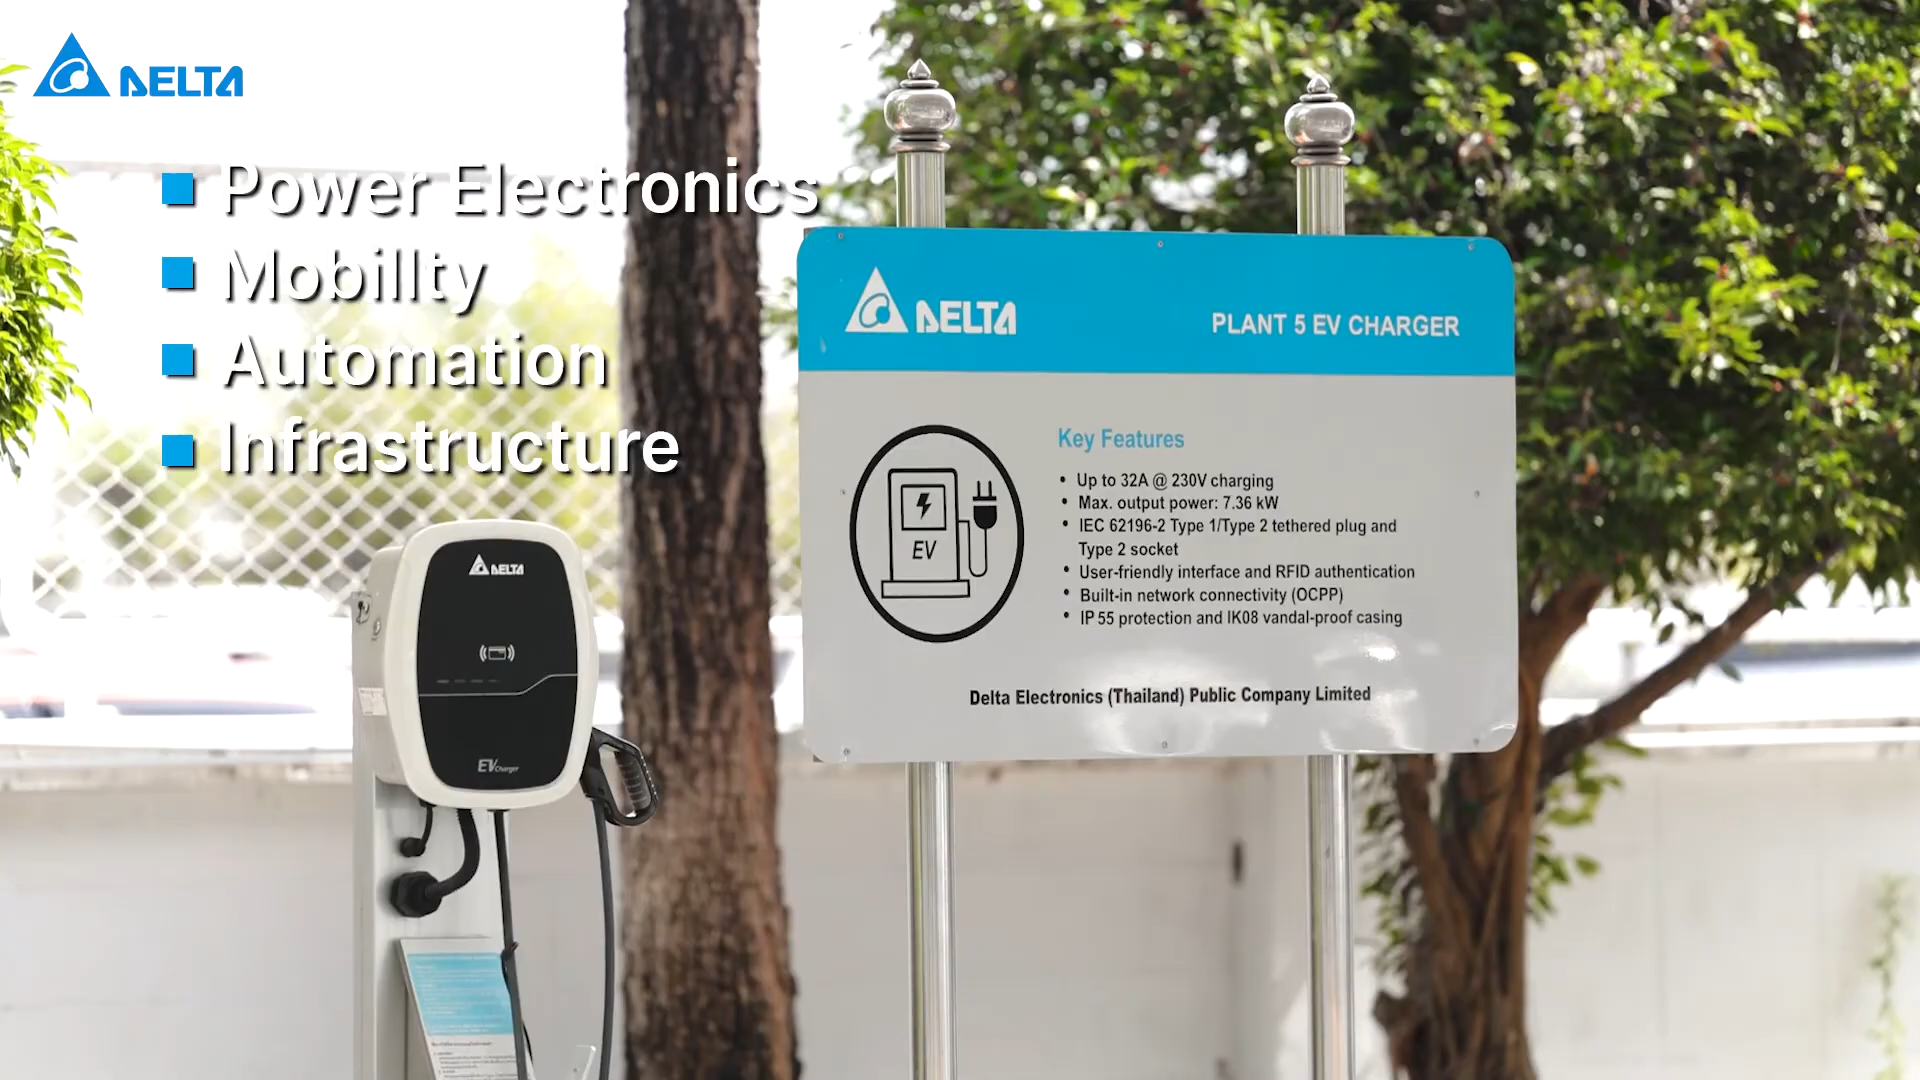 DELTA
Power Electronics
Mobillty
Automation
Infrastructure
DELTA
PLANT 5 EV CHARGER
Key Features
• Up to 32A @ 230V charging
• Max. output power: 7.36 kW
• IEC 62196-2 Type 1/Type 2 tethered plug and
Type 2 socket
• User-friendly interface and RFID authentication
• Built-in network connectivity (OCPP)
• IP 55 protection and IK08 vandal-proof casing
EV
Delta Electronics (Thailand) Public Company Limited
DELTA
EV Charger